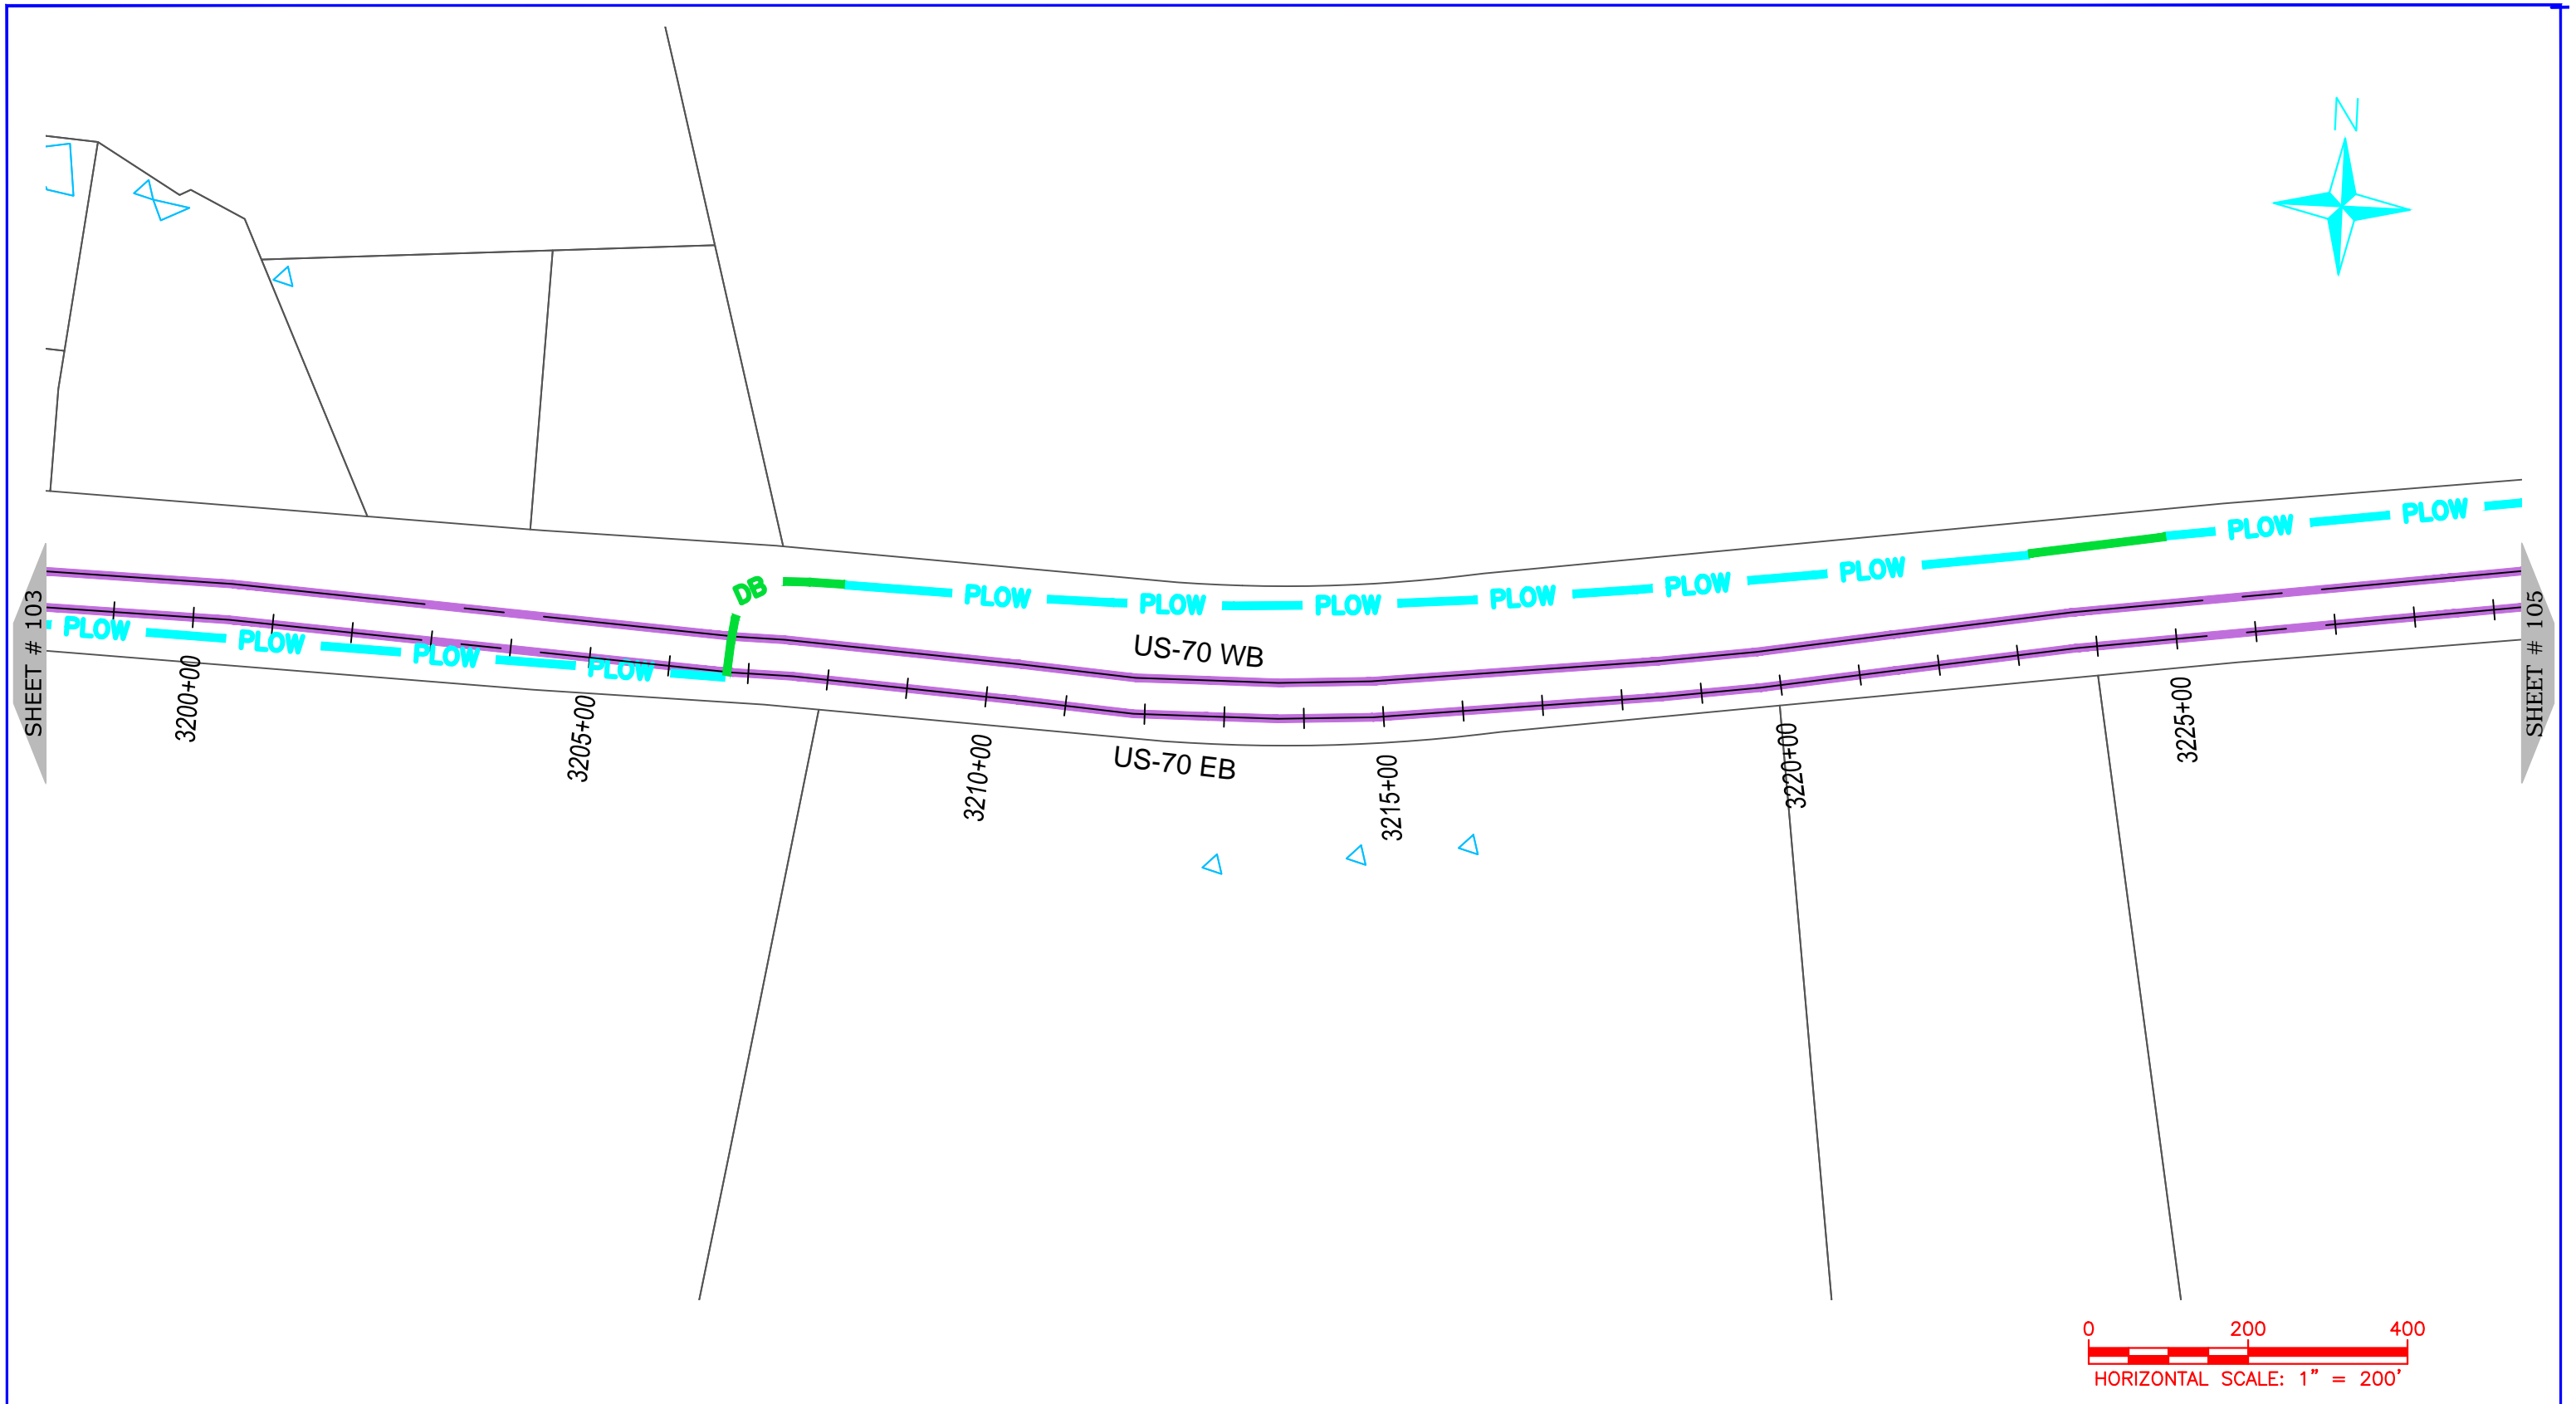 N
PLOW
PLOW
PLOW
PLOW
DB
PLOW
PLOW
PLOW
PLOW
PLOW
PLOW
PLOW
PLOW
US-70 WB
US-70 EB
SHEET # 103
SHEET # 105
3200+00
3205+00
3210+00
3215+00
3220+00
3225+00
0 200 400
HORIZONTAL SCALE: 1" = 200'